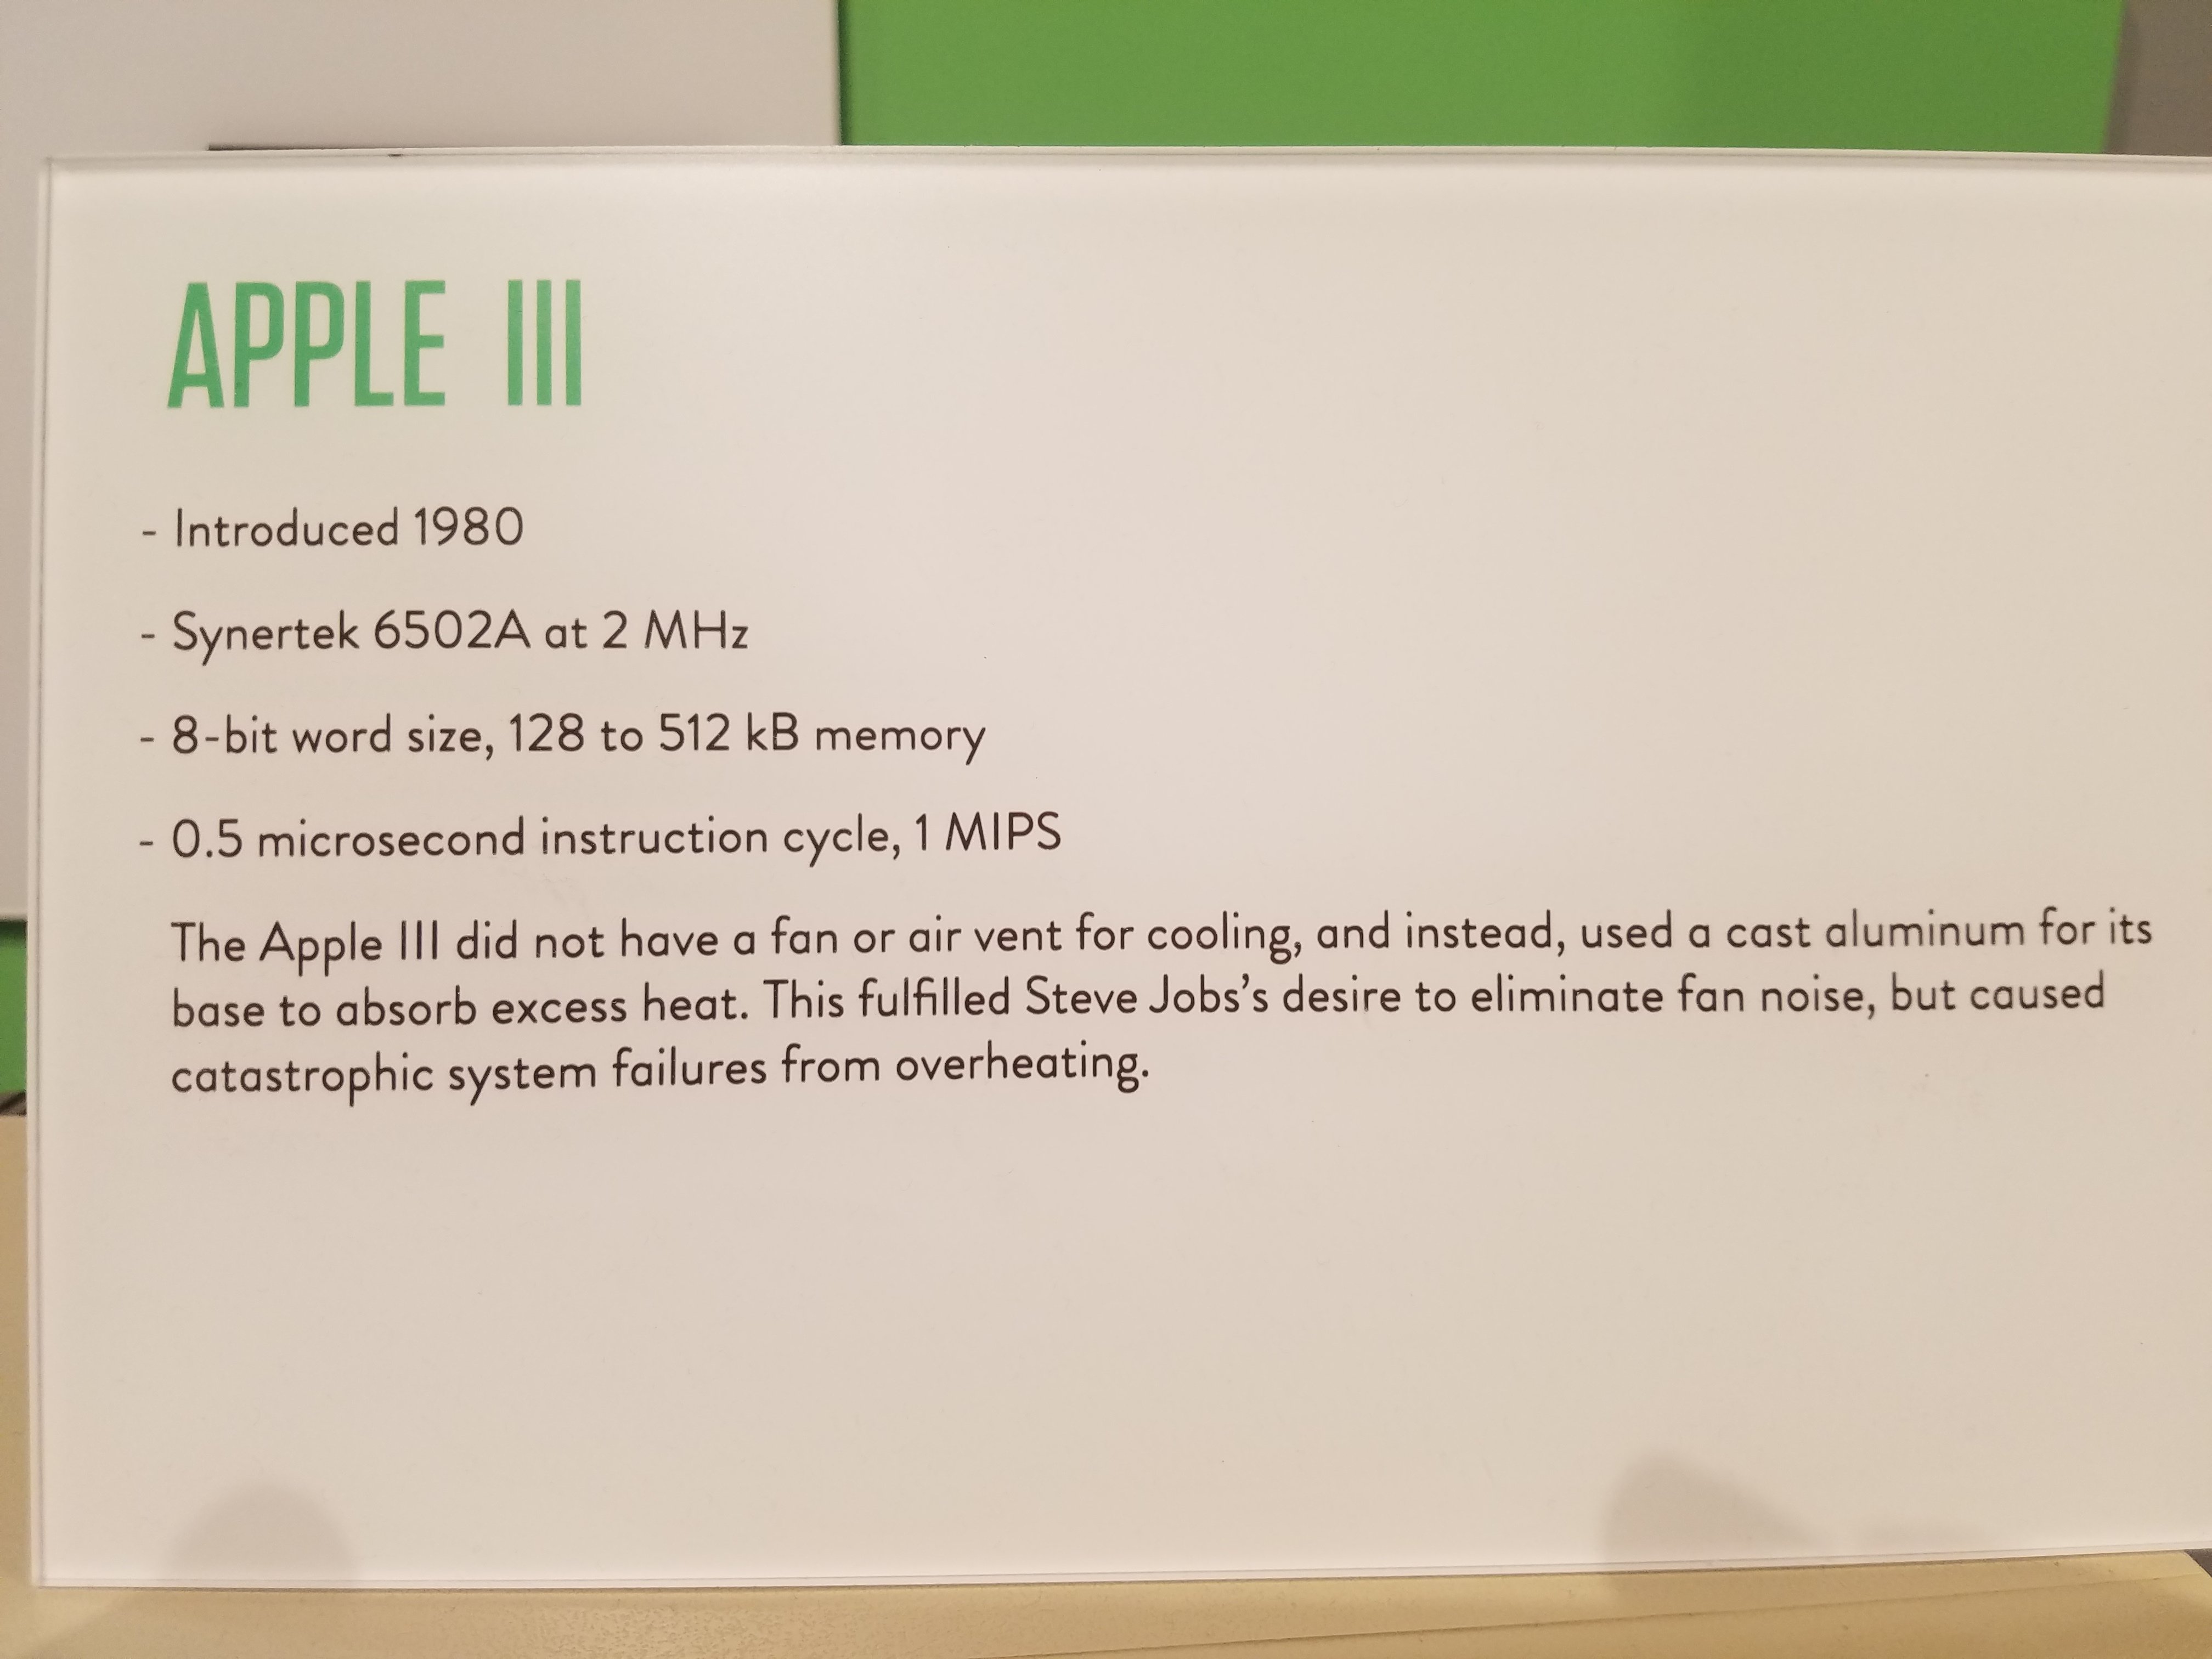 APPLE III
- Introduced 1980
- Synertek 6502A at 2 MHz
- 8-bit word size, 128 to 512 kB memory
- 0.5 microsecond instruction cycle, 1 MIPS
The Apple III did not have a fan or air vent for cooling, and instead, used a cast aluminum for its
base to absorb excess heat. This fulfilled Steve Jobs’s desire to eliminate fan noise, but caused
catastrophic system failures from overheating.